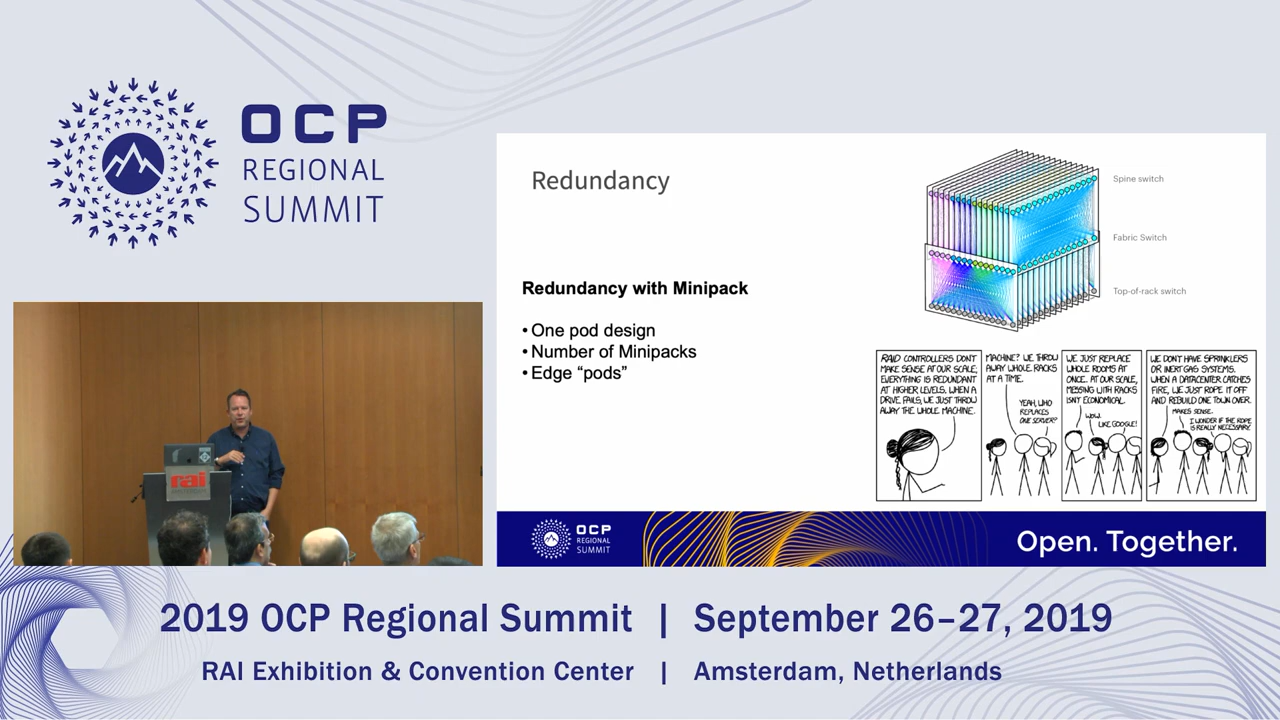 OCP
REGIONAL
SUMMIT
Redundancy
Spine switch
Fabric Switch
Top-of-rack switch
Redundancy with Minipack
• One pod design
• Number of Minipacks
• Edge “pods”
RAID CONTROLLERS DON'T
MAKE SENSE AT OUR SCALE;
EVERYTHING IS REDUNDANT
AT HIGHER LEVELS. WHEN A
DRIVE FAILS, WE JUST THROW
AWAY THE WHOLE MACHINE.
MACHINE? WE THROW
AWAY WHOLE RACKS
AT A TIME.
YEAH, WHO
REPLACES
ONE SERVER?
WE JUST REPLACE
WHOLE ROOMS AT
ONCE. AT OUR SCALE,
MESSING WITH RACKS
ISN'T ECONOMICAL.
WOW.
LIKE GOOGLE!
WE DON'T HAVE SPRINKLERS
OR INERT GAS SYSTEMS.
WHEN A DATACENTER CATCHES
FIRE, WE JUST ROPE IT OFF
AND REBUILD ONE TOWN OVER.
MAKES SENSE.
I WONDER IF THE ROPE
IS REALLY NECESSARY.
rai
OCP
REGIONAL
SUMMIT
Open. Together.
2019 OCP Regional Summit | September 26–27, 2019
RAI Exhibition & Convention Center | Amsterdam, Netherlands